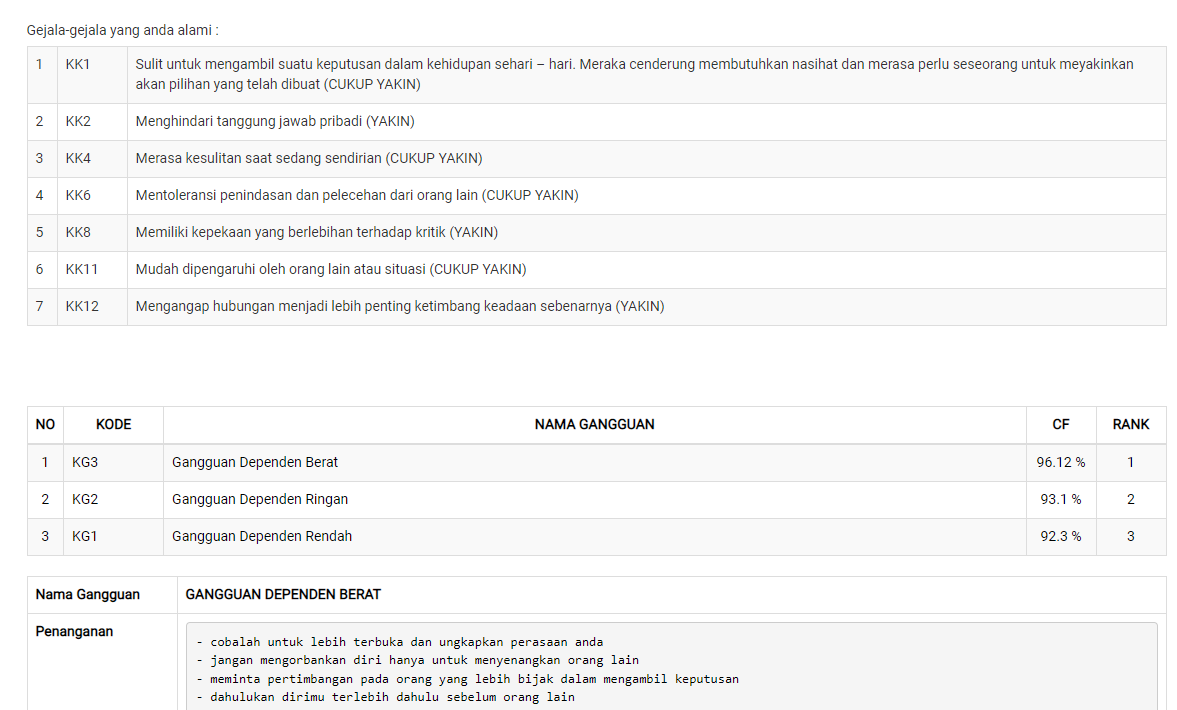 Gejala-gejala yang anda alami :
1 KK1 Sulit untuk mengambil suatu keputusan dalam kehidupan sehari – hari. Meraka cenderung membutuhkan nasihat dan merasa perlu seseorang untuk meyakinkan
akan pilihan yang telah dibuat (CUKUP YAKIN)
2 KK2 Menghindari tanggung jawab pribadi (YAKIN)
3 KK4 Merasa kesulitan saat sedang sendirian (CUKUP YAKIN)
4 KK6 Mentoleransi penindasan dan pelecehan dari orang lain (CUKUP YAKIN)
5 KK8 Memiliki kepekaan yang berlebihan terhadap kritik (YAKIN)
6 KK11 Mudah dipengaruhi oleh orang lain atau situasi (CUKUP YAKIN)
7 KK12 Mengangap hubungan menjadi lebih penting ketimbang keadaan sebenarnya (YAKIN)
NO KODE NAMA GANGGUAN CF RANK
1 KG3 Gangguan Dependen Berat 96.12 % 1
2 KG2 Gangguan Dependen Ringan 93.1 % 2
3 KG1 Gangguan Dependen Rendah 92.3 % 3
Nama Gangguan GANGGUAN DEPENDEN BERAT
Penanganan
- cobalah untuk lebih terbuka dan ungkapkan perasaan anda
- jangan mengorbankan diri hanya untuk menyenangkan orang lain
- meminta pertimbangan pada orang yang lebih bijak dalam mengambil keputusan
- dahulukan dirimu terlebih dahulu sebelum orang lain